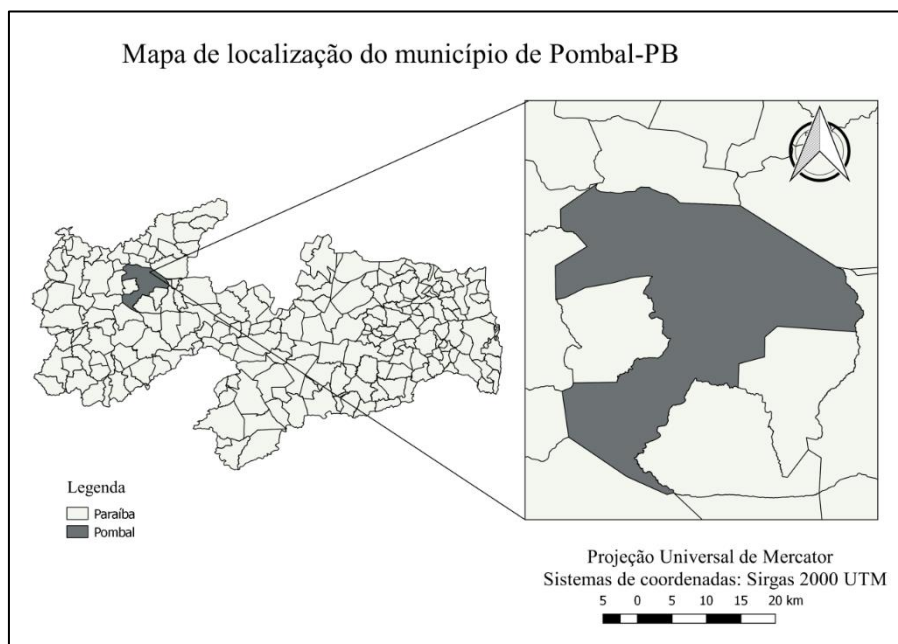 Mapa de localização do município de Pombal-PB
Legenda
Paraíba
Pombal
Projeção Universal de Mercator
Sistemas de coordenadas: Sirgas 2000 UTM
5 0 5 10 15 20 km